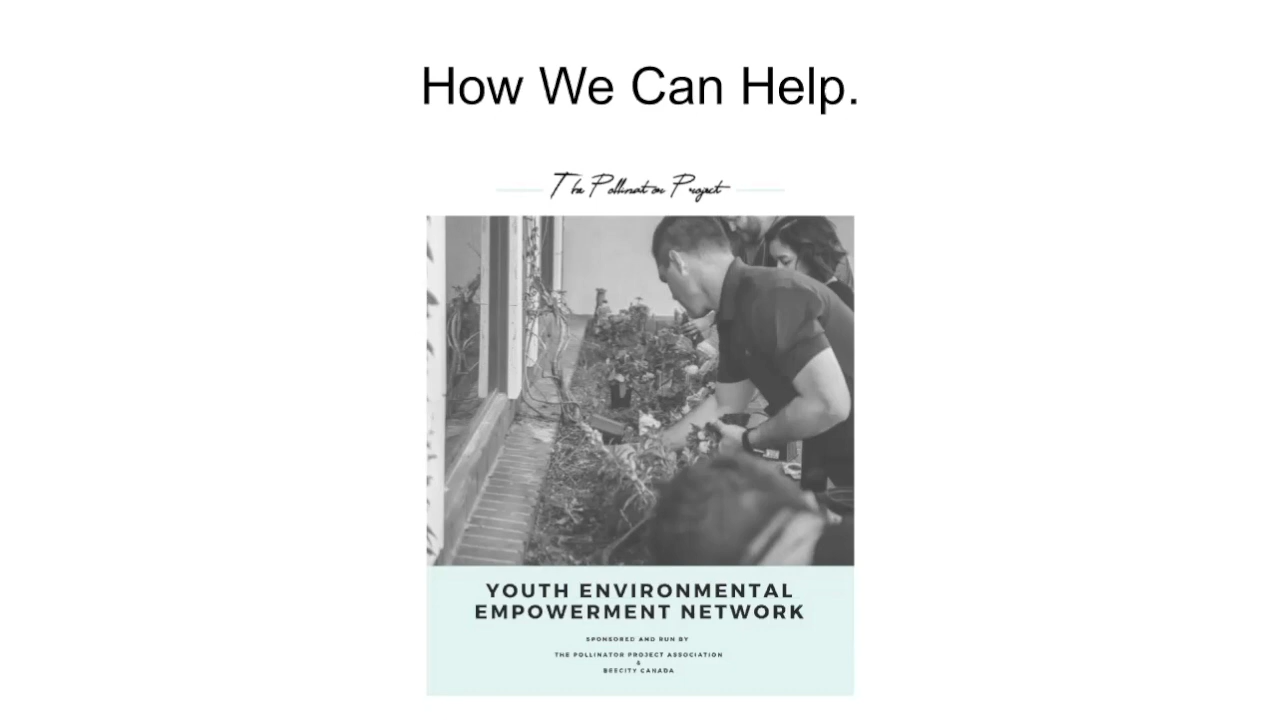 How We Can Help.
The Pollinator Project
YOUTH ENVIRONMENTAL
EMPOWERMENT NETWORK
SPONSORED AND RUN BY
THE POLLINATOR PROJECT ASSOCIATION
&
BEECITY CANADA